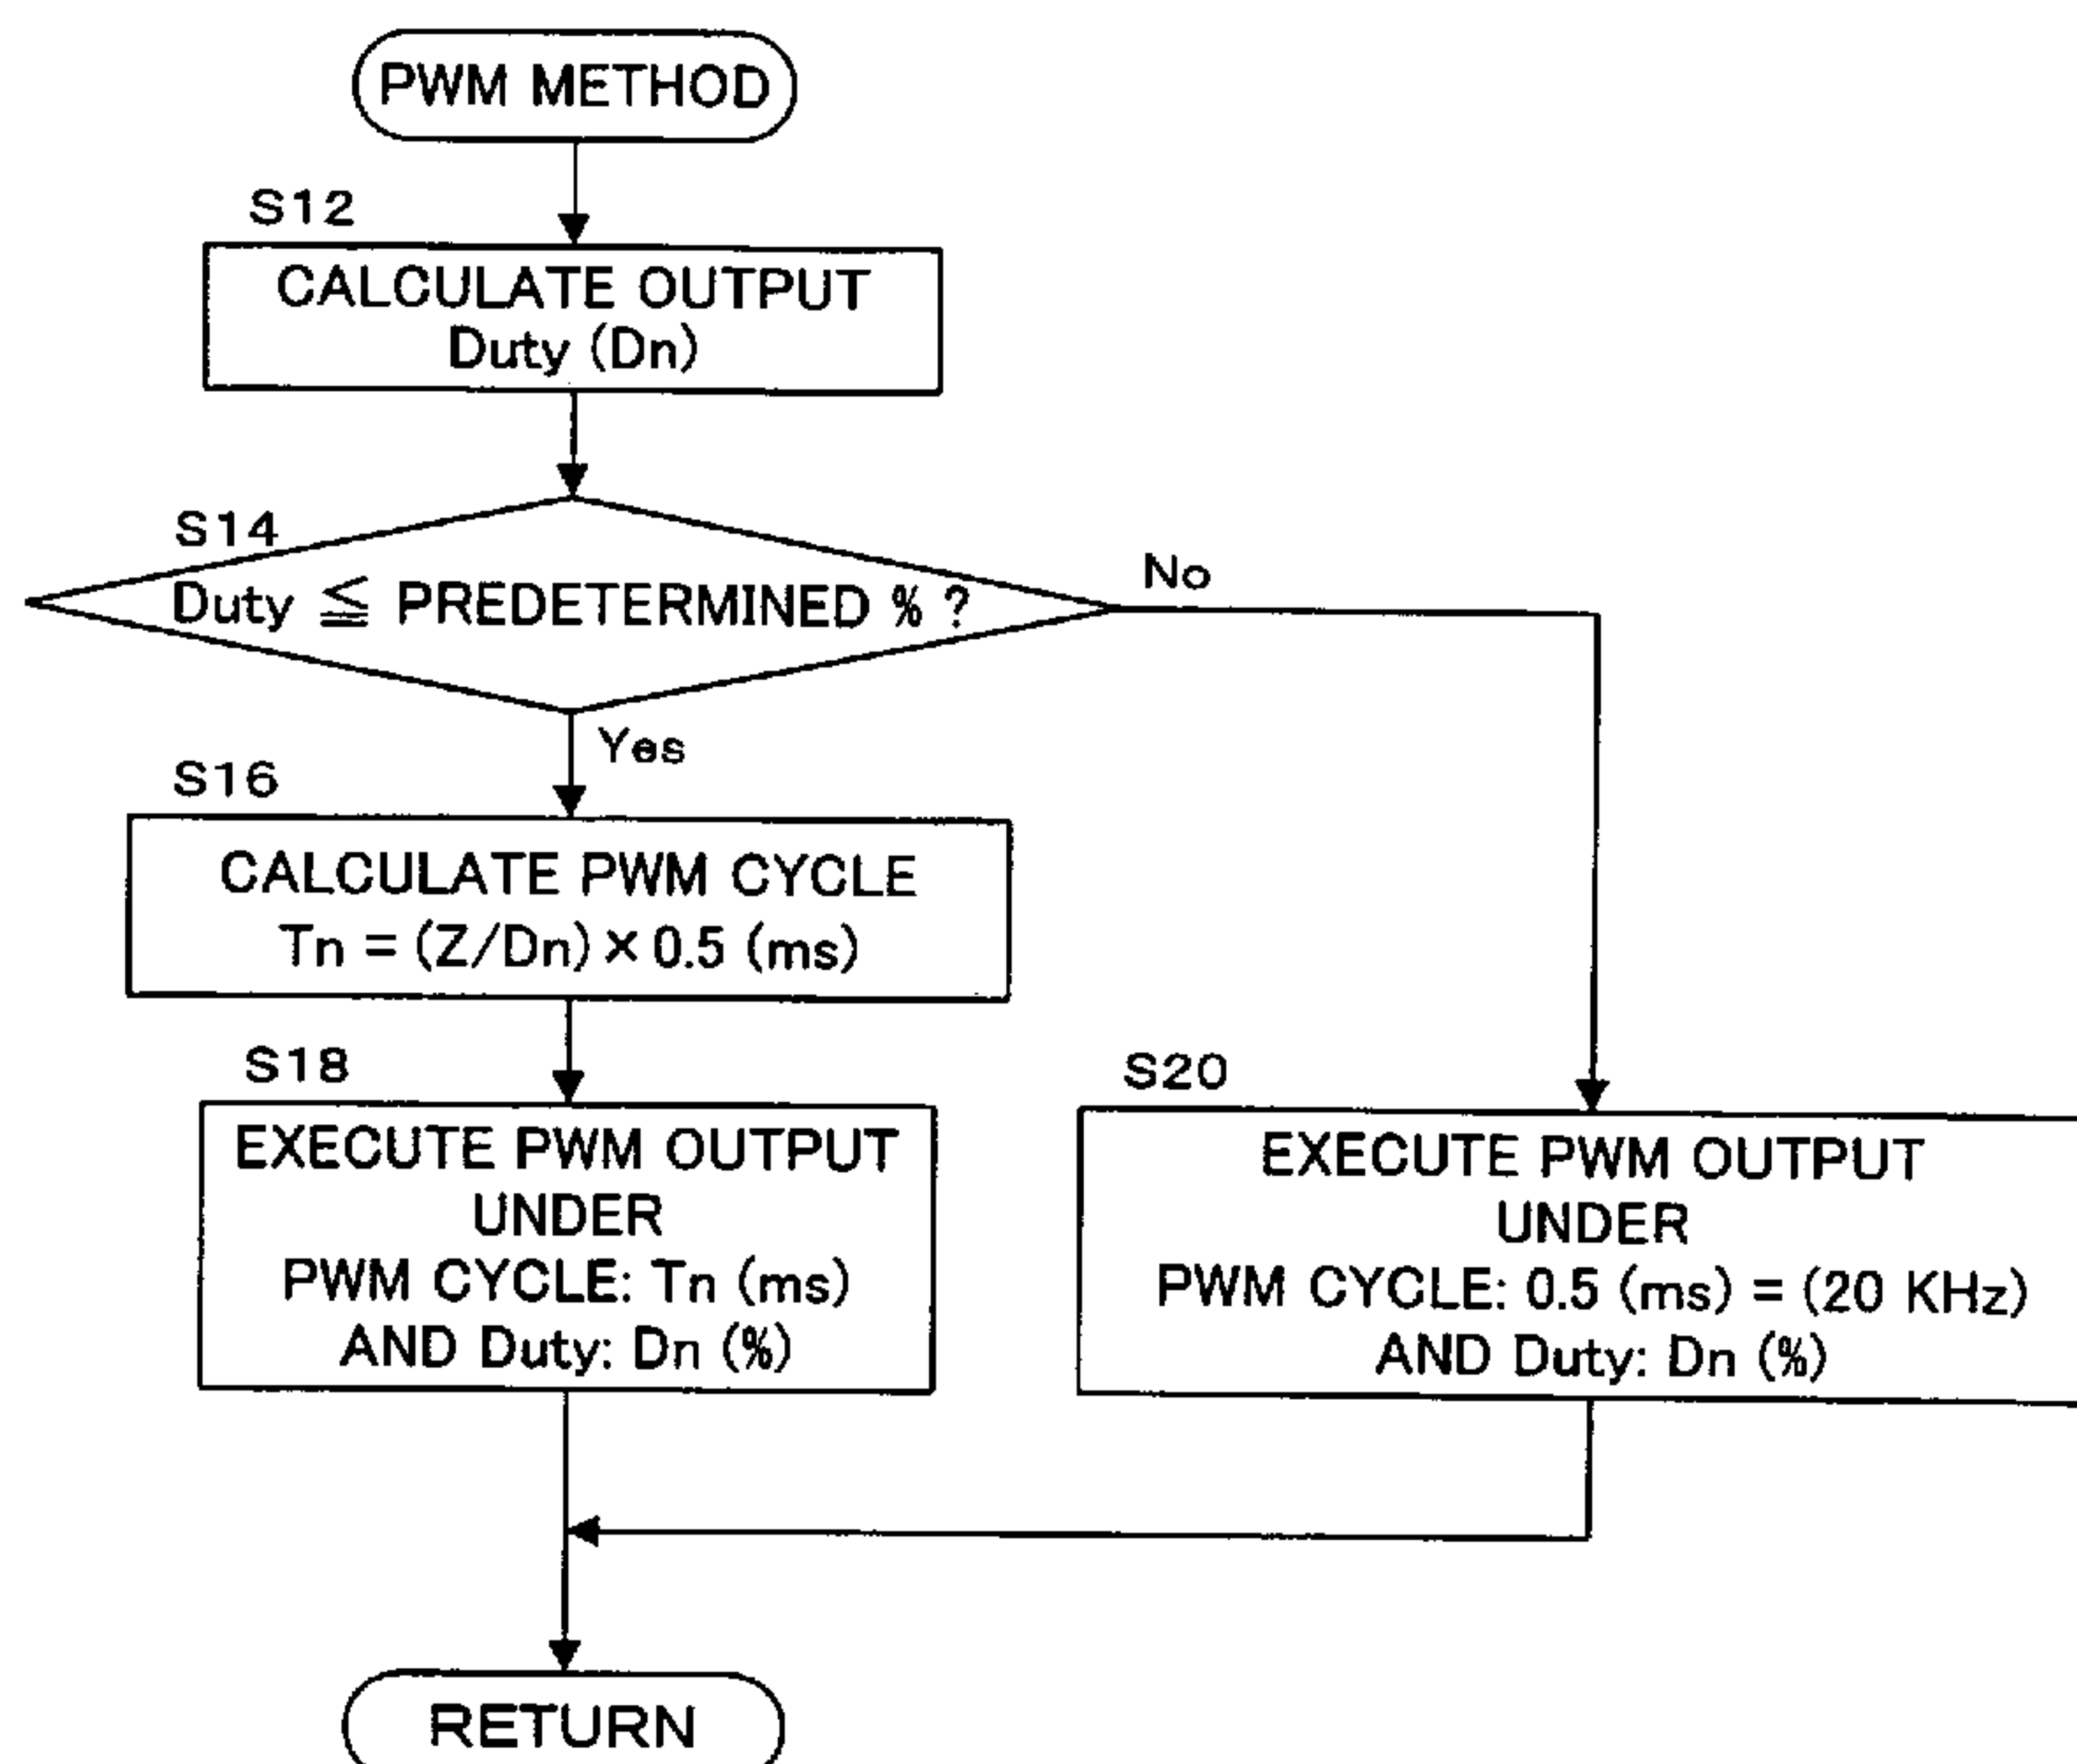 PWM METHOD
S12
CALCULATE OUTPUT
Duty (Dn)
S14
Duty ≦ PREDETERMINED % ?
No
Yes
S16
CALCULATE PWM CYCLE
Tn = (Z/Dn) × 0.5 (ms)
S18
EXECUTE PWM OUTPUT
UNDER
PWM CYCLE: Tn (ms)
AND Duty: Dn (%)
S20
EXECUTE PWM OUTPUT
UNDER
PWM CYCLE: 0.5 (ms) = (20 KHz)
AND Duty: Dn (%)
RETURN